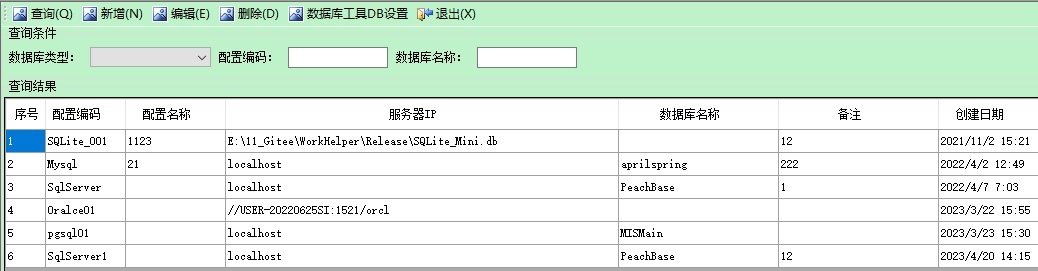 查询(Q) 新增(N) 编辑(E) 删除(D) 数据库工具DB设置 退出(X)
查询条件
数据库类型： 配置编码： 数据库名称：
查询结果
序号 配置编码 配置名称 服务器IP 数据库名称 备注 创建日期
1 SQLite_001 1123 E:\11_Gitee\WorkHelper\Release\SQLite_Mini.db 12 2021/11/2 15:21
2 Mysql 21 localhost aprilspring 222 2022/4/2 12:49
3 SqlServer localhost PeachBase 1 2022/4/7 7:03
4 Oralce01 //USER-20220625SI:1521/orcl 2023/3/22 15:55
5 pgsql01 localhost MISMain 2023/3/23 15:30
6 SqlServer1 localhost PeachBase 12 2023/4/20 14:15